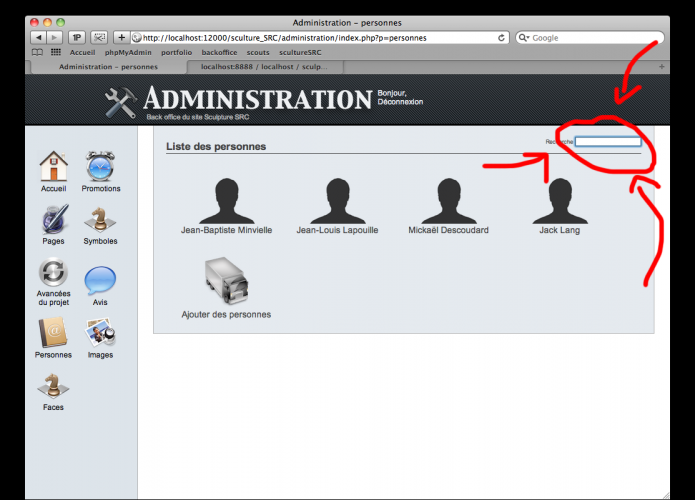 Administration – personnes
http://localhost:12000/sculture_SRC/administration/index.php?p=personnes
Google
Accueil phpMyAdmin portfolio backoffice scouts scultureSRC
Administration – personnes
localhost:8888 / localhost / sculp...
ADMINISTRATION
Bonjour,
Déconnexion
Back office du site Sculpture SRC
Liste des personnes
Recherche
Accueil
Promotions
Pages
Symboles
Avancées
du projet
Avis
Personnes
Images
Faces
Jean-Baptiste Minvielle
Jean-Louis Lapouille
Mickaël Descoudard
Jack Lang
Ajouter des personnes